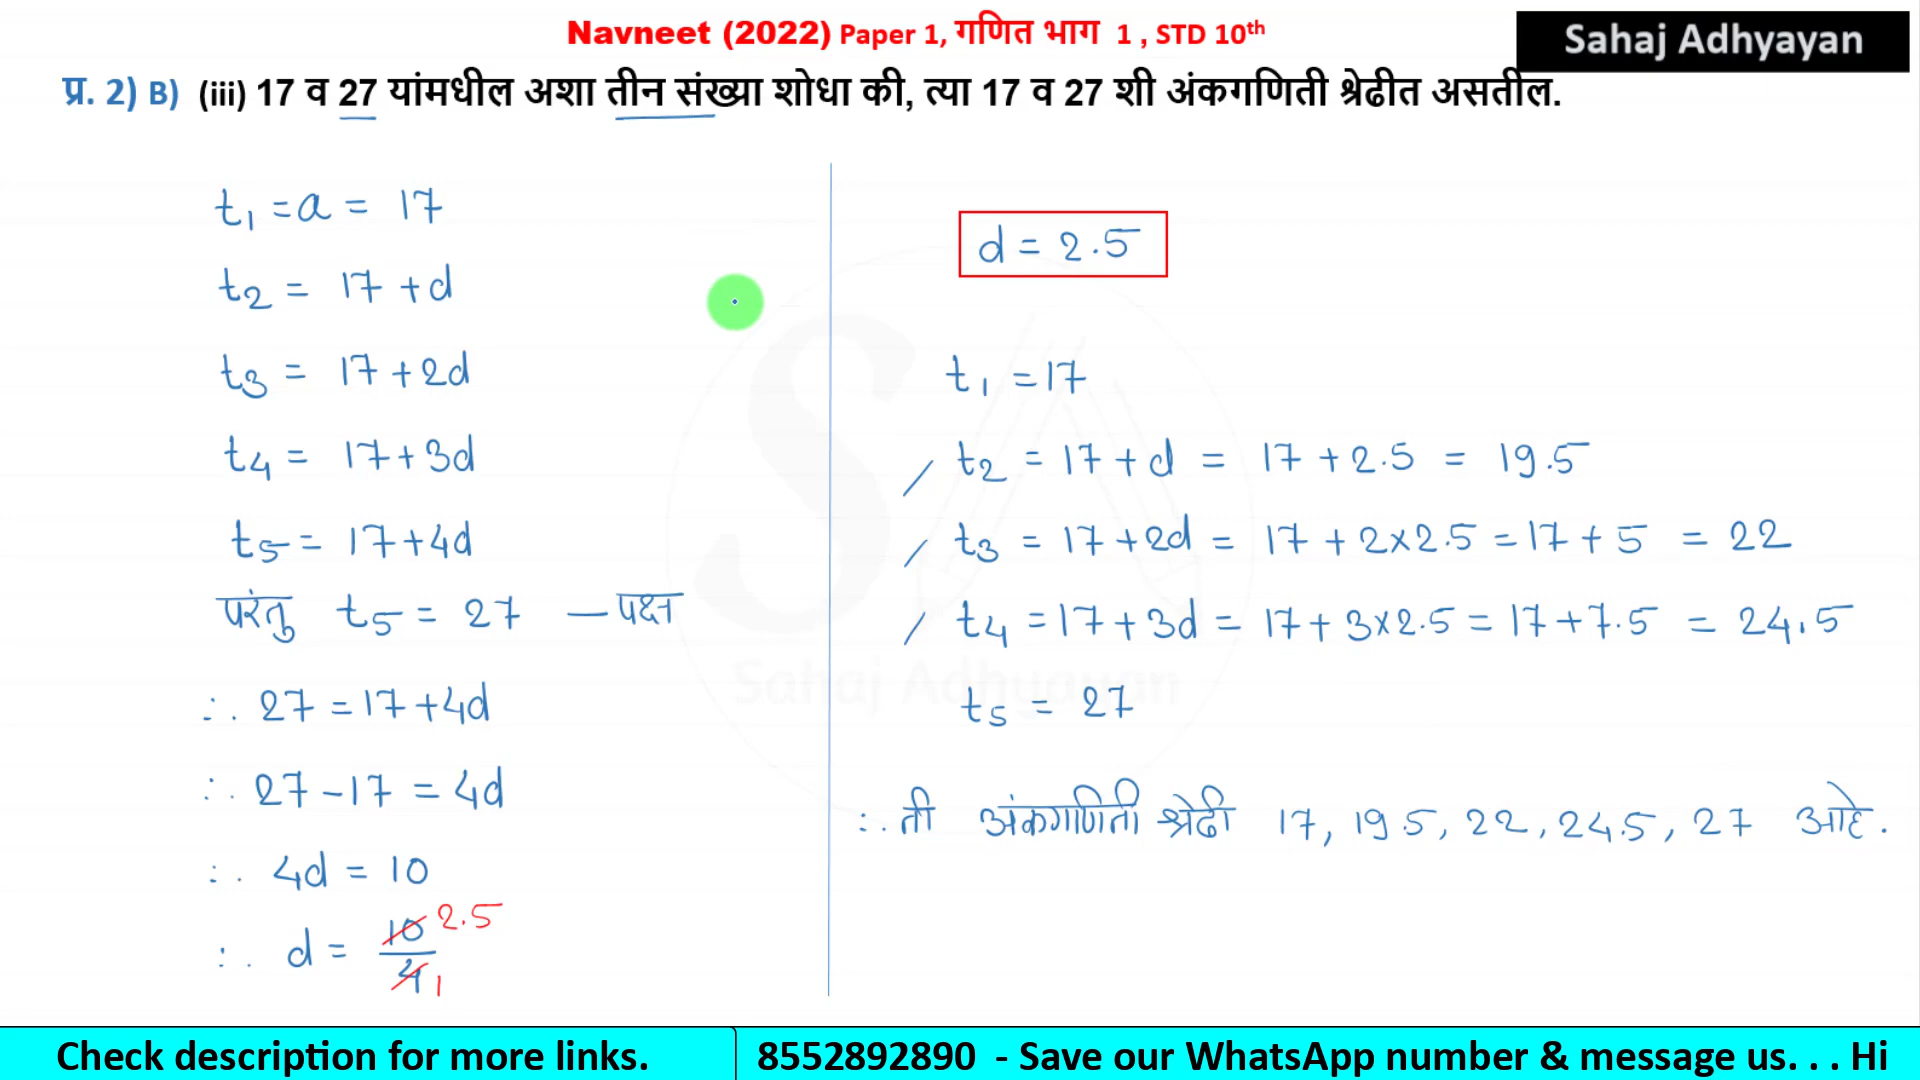 Navneet (2022) Paper 1, गणित भाग 1 , STD 10th
Sahaj Adhyayan
प्र. 2) B) (iii) 17 व 27 यांमधील अशा तीन संख्या शोधा की, त्या 17 व 27 शी अंकगणिती श्रेढीत असतील.
t1 = a = 17
t2 = 17 + d
t3 = 17 + 2d
t4 = 17 + 3d
t5 = 17 + 4d
परंतु t5 = 27 — पक्ष
∴ 27 = 17 + 4d
∴ 27 - 17 = 4d
∴ 4d = 10
∴ d = 10/4 2.5 1
d = 2.5
t1 = 17
t2 = 17 + d = 17 + 2.5 = 19.5
t3 = 17 + 2d = 17 + 2×2.5 = 17 + 5 = 22
t4 = 17 + 3d = 17 + 3×2.5 = 17 + 7.5 = 24.5
t5 = 27
∴ ती अंकगणिती श्रेढी 17, 19.5, 22, 24.5, 27 आहे.
Sahaj Adhyayan
Check description for more links.
8552892890 - Save our WhatsApp number & message us. . . Hi